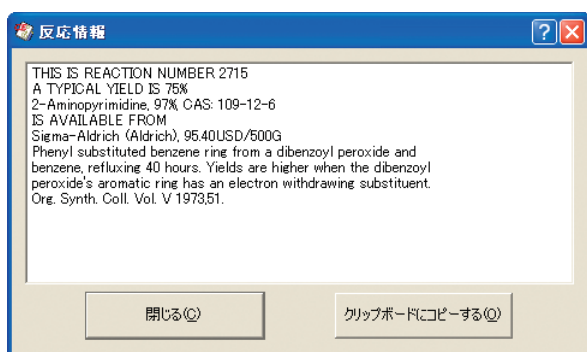 反応情報
THIS IS REACTION NUMBER 2715
A TYPICAL YIELD IS 75%
2-Aminopyrimidine, 97%, CAS: 109-12-6
IS AVAILABLE FROM
Sigma-Aldrich (Aldrich), 95.40USD/500G
Phenyl substituted benzene ring from a dibenzoyl peroxide and
benzene, refluxing 40 hours. Yields are higher when the dibenzoyl
peroxide's aromatic ring has an electron withdrawing substituent.
Org. Synth. Coll. Vol. V 1973,51.
閉じる(C) クリップボードにコピーする(O)